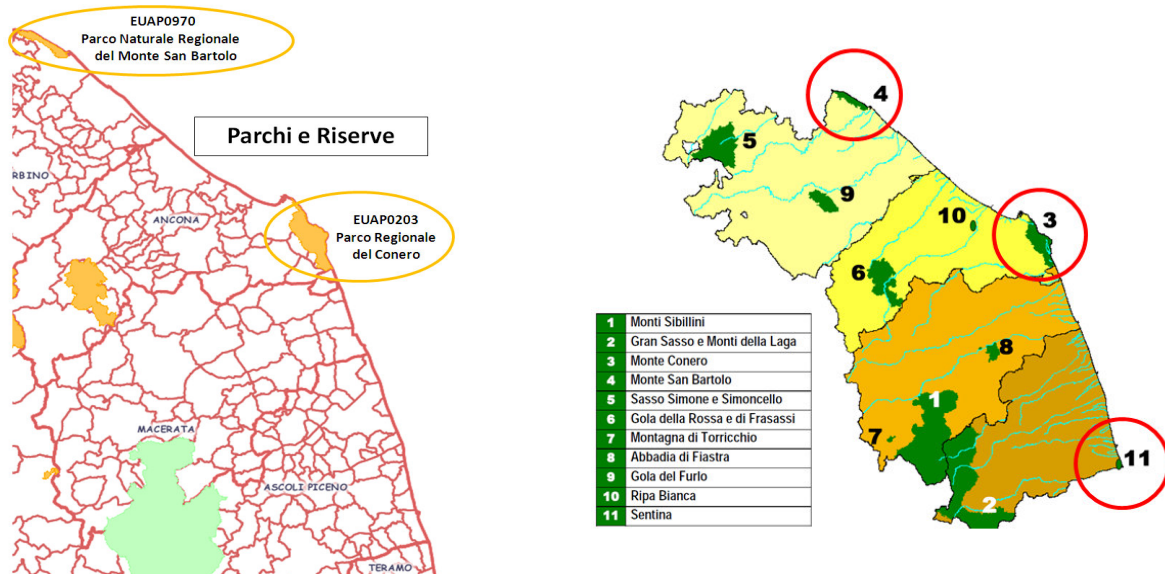 EUAP0970
Parco Naturale Regionale
del Monte San Bartolo
Parchi e Riserve
RBINO
ANCONA
EUAP0203
Parco Regionale
del Conero
MACERATA
ASCOLI PICENO
TERAMO
4
5
9
10
3
6
8
1
7
11
2
1 Monti Sibillini
2 Gran Sasso e Monti della Laga
3 Monte Conero
4 Monte San Bartolo
5 Sasso Simone e Simoncello
6 Gola della Rossa e di Frasassi
7 Montagna di Torricchio
8 Abbadia di Fiastra
9 Gola del Furlo
10 Ripa Bianca
11 Sentina